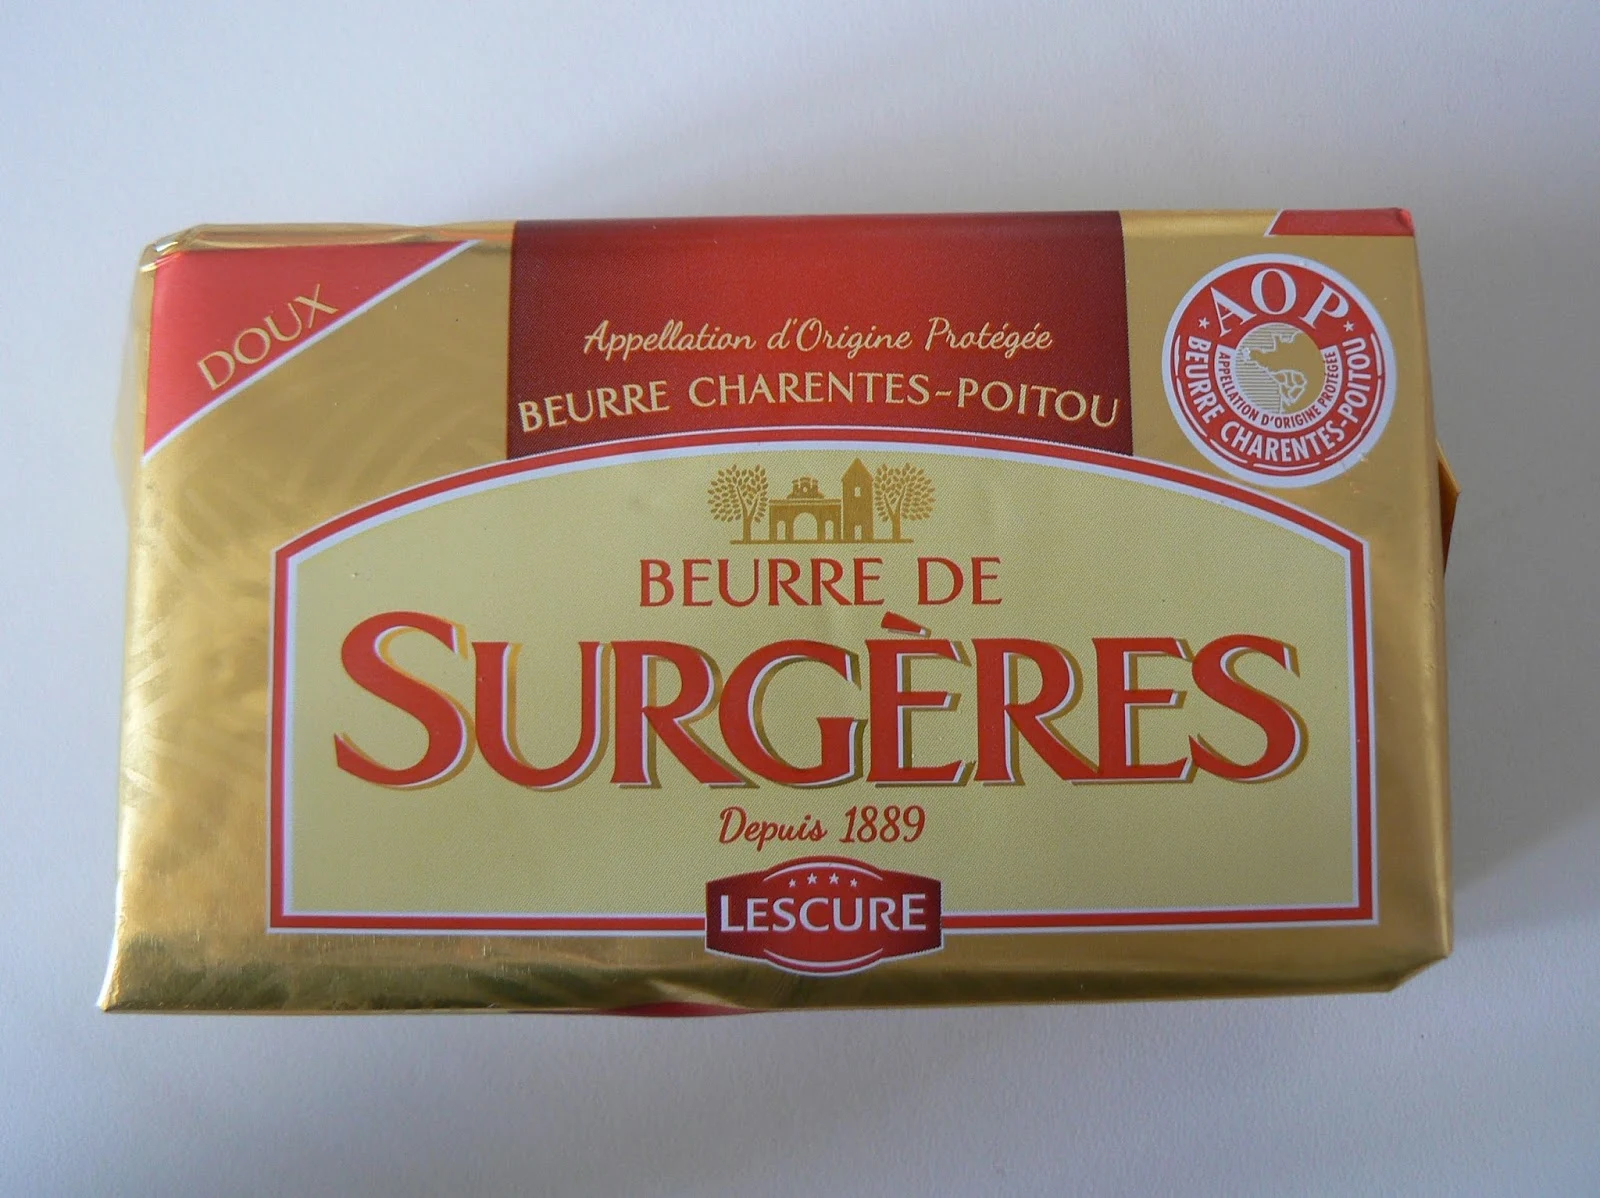 DOUX
Appellation d'Origine Protégée
BEURRE CHARENTES-POITOU
AOP
BEURRE CHARENTES-POITOU
APPELLATION D'ORIGINE PROTÉGÉE
BEURRE DE
SURGÈRES
Depuis 1889
LESCURE